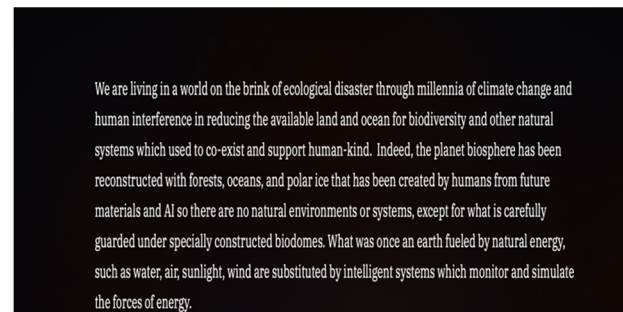 We are living in a world on the brink of ecological disaster through millennia of climate change and
human interference in reducing the available land and ocean for biodiversity and other natural
systems which used to co-exist and support human-kind.  Indeed, the planet biosphere has been
reconstructed with forests, oceans, and polar ice that has been created by humans from future
materials and AI so there are no natural environments or systems, except for what is carefully
guarded under specially constructed biodomes. What was once an earth fueled by natural energy,
such as water, air, sunlight, wind are substituted by intelligent systems which monitor and simulate
the forces of energy.